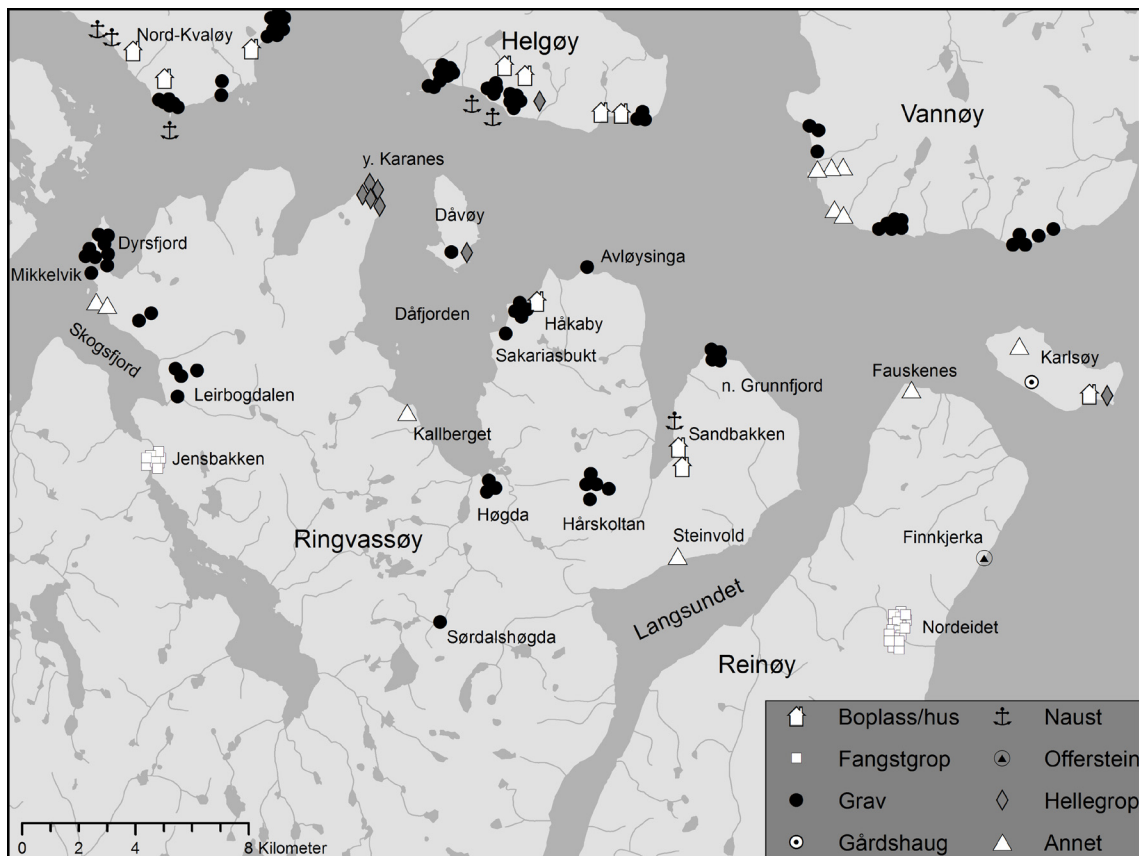 Nord-Kvaløy
Helgøy
Vannøy
y. Karanes
Dåvøy
Dyrsfjord
Mikkelvik
Avløysinga
Dåfjorden
Håkaby
Skogsfjord
Sakariasbukt
Karlsøy
Fauskenes
n. Grunnfjord
Leirbogdalen
Kallberget
Sandbakken
Jensbakken
Høgda
Hårskoltan
Ringvassøy
Steinvold
Finnkjerka
Langsundet
Sørdalshøgda
Nordeidet
Reinøy
Boplass/hus
Naust
Fangstgrop
Offerstein
Grav
Hellegrop
Gårdshaug
Annet
0 2 4 8 Kilometer